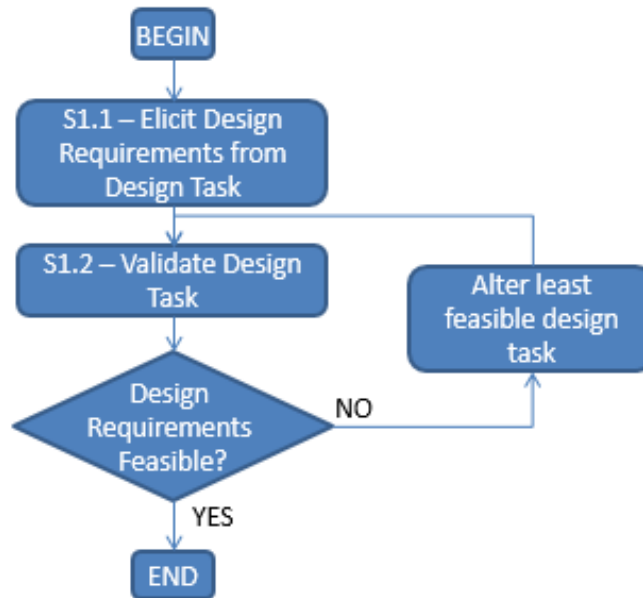 BEGIN
S1.1 – Elicit Design
Requirements from
Design Task
S1.2 – Validate Design
Task
Alter least
feasible design
task
Design
Requirements
Feasible?
NO
YES
END